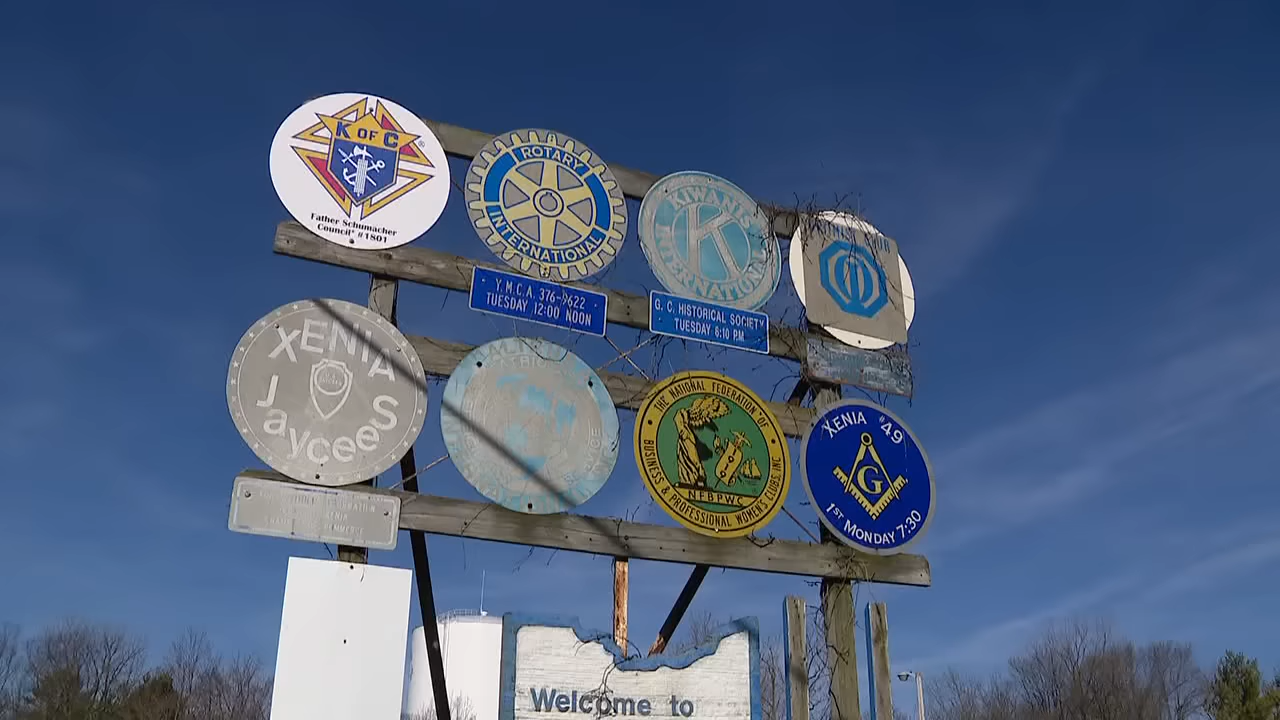 K OF C
Father Schumacher
Council #1801
ROTARY
INTERNATIONAL
Y.M.C.A. 376-9622
TUESDAY 12:00 NOON
KIWANIS
K
INTERNATIONAL
G. C. HISTORICAL SOCIETY
TUESDAY 6:10 P.M.
XENIA
JayceeS
THE NATIONAL FEDERATION OF
BUSINESS & PROFESSIONAL WOMEN'S CLUBS, INC
NFBPWC
XENIA #49
G
1ST MONDAY 7:30
Welcome to